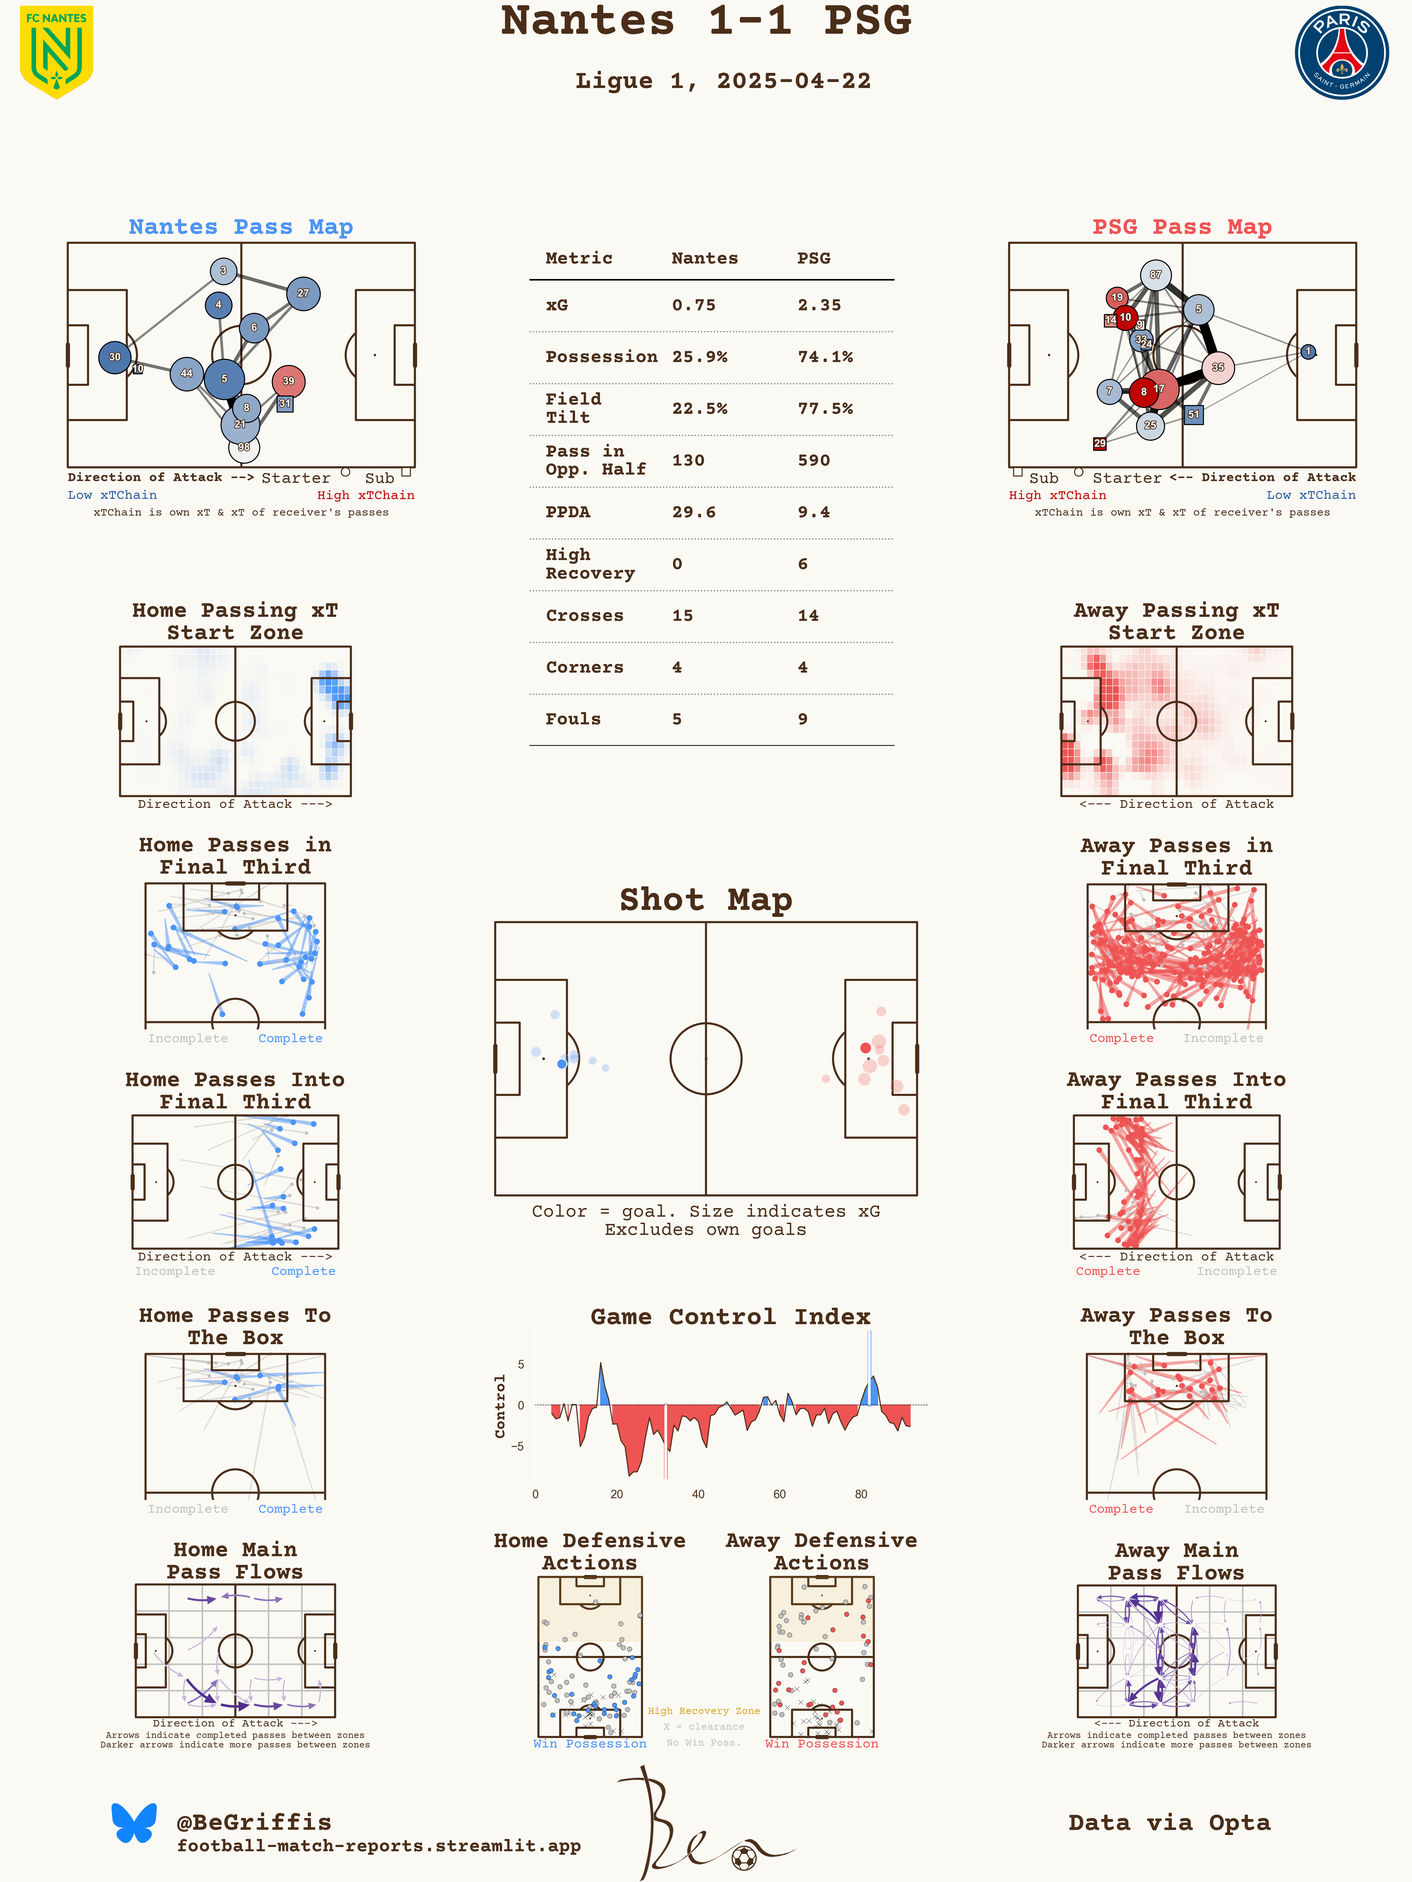 Nantes 1-1 PSG
Ligue 1, 2025-04-22
FC NANTES
PARIS
SAINT-GERMAIN
Nantes Pass Map
3
4
27
6
30
10
44
5
39
31
8
21
98
Direction of Attack --> Starter Sub
Low xTChain High xTChain
xTChain is own xT & xT of receiver's passes
Metric Nantes PSG
xG 0.75 2.35
Possession 25.9% 74.1%
Field
Tilt 22.5% 77.5%
Pass in
Opp. Half 130 590
PPDA 29.6 9.4
High
Recovery 0 6
Crosses 15 14
Corners 4 4
Fouls 5 9
PSG Pass Map
87
19
14
10
9
5
33
24
1
35
7
8
17
51
25
29
Sub Starter <-- Direction of Attack
High xTChain Low xTChain
xTChain is own xT & xT of receiver's passes
Home Passing xT
Start Zone
Direction of Attack --->
Away Passing xT
Start Zone
<--- Direction of Attack
Home Passes in
Final Third
Incomplete Complete
Away Passes in
Final Third
Complete Incomplete
Shot Map
Color = goal. Size indicates xG
Excludes own goals
Home Passes Into
Final Third
Direction of Attack --->
Incomplete Complete
Away Passes Into
Final Third
<--- Direction of Attack
Complete Incomplete
Home Passes To
The Box
Incomplete Complete
Game Control Index
Control
5
0
−5
0 20 40 60 80
Away Passes To
The Box
Complete Incomplete
Home Main
Pass Flows
Direction of Attack --->
Arrows indicate completed passes between zones
Darker arrows indicate more passes between zones
Home Defensive
Actions
Win Possession
Away Defensive
Actions
Win Possession
High Recovery Zone
X = clearance
No Win Poss.
Away Main
Pass Flows
<--- Direction of Attack
Arrows indicate completed passes between zones
Darker arrows indicate more passes between zones
@BeGriffis
football-match-reports.streamlit.app
Ben
Data via Opta